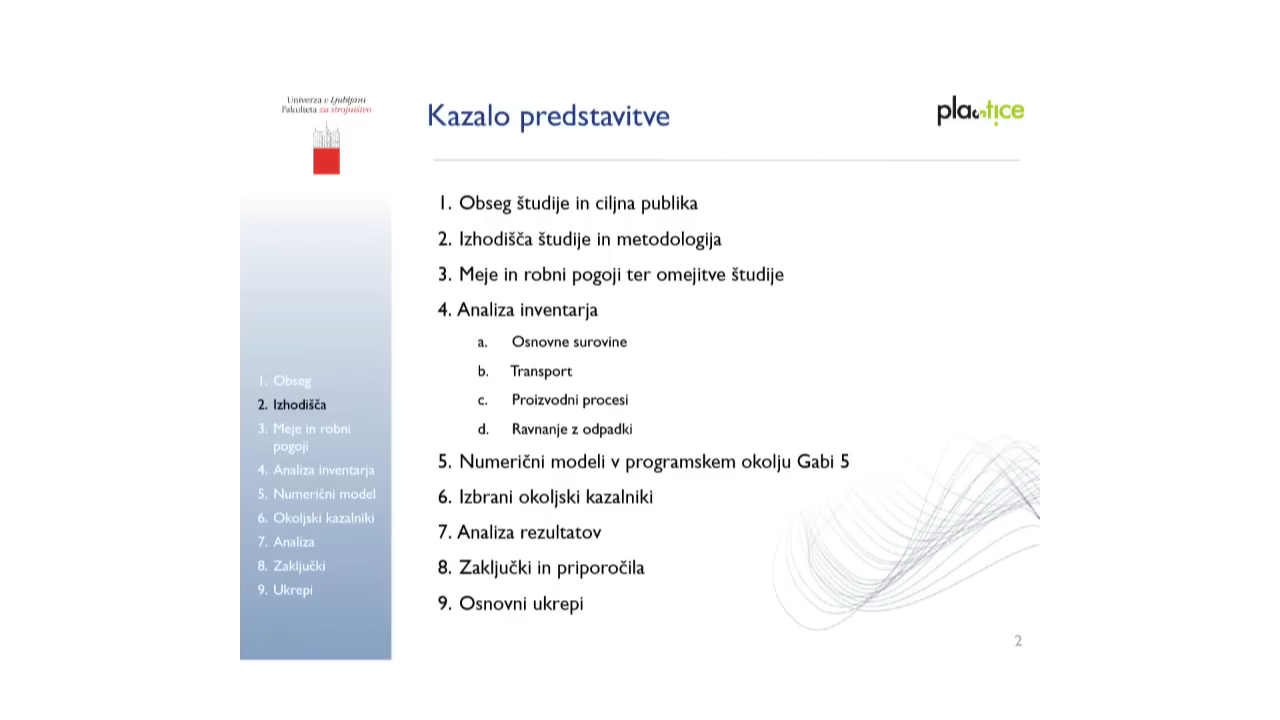 Univerza v Ljubljani
Fakulteta za strojništvo
Kazalo predstavitve
plastice
1. Obseg študije in ciljna publika
2. Izhodišča študije in metodologija
3. Meje in robni pogoji ter omejitve študije
4. Analiza inventarja
a. Osnovne surovine
b. Transport
c. Proizvodni procesi
d. Ravnanje z odpadki
5. Numerični modeli v programskem okolju Gabi 5
6. Izbrani okoljski kazalniki
7. Analiza rezultatov
8. Zaključki in priporočila
9. Osnovni ukrepi
1. Obseg
2. Izhodišča
3. Meje in robni
pogoji
4. Analiza inventarja
5. Numerični model
6. Okoljski kazalniki
7. Analiza
8. Zaključki
9. Ukrepi
2